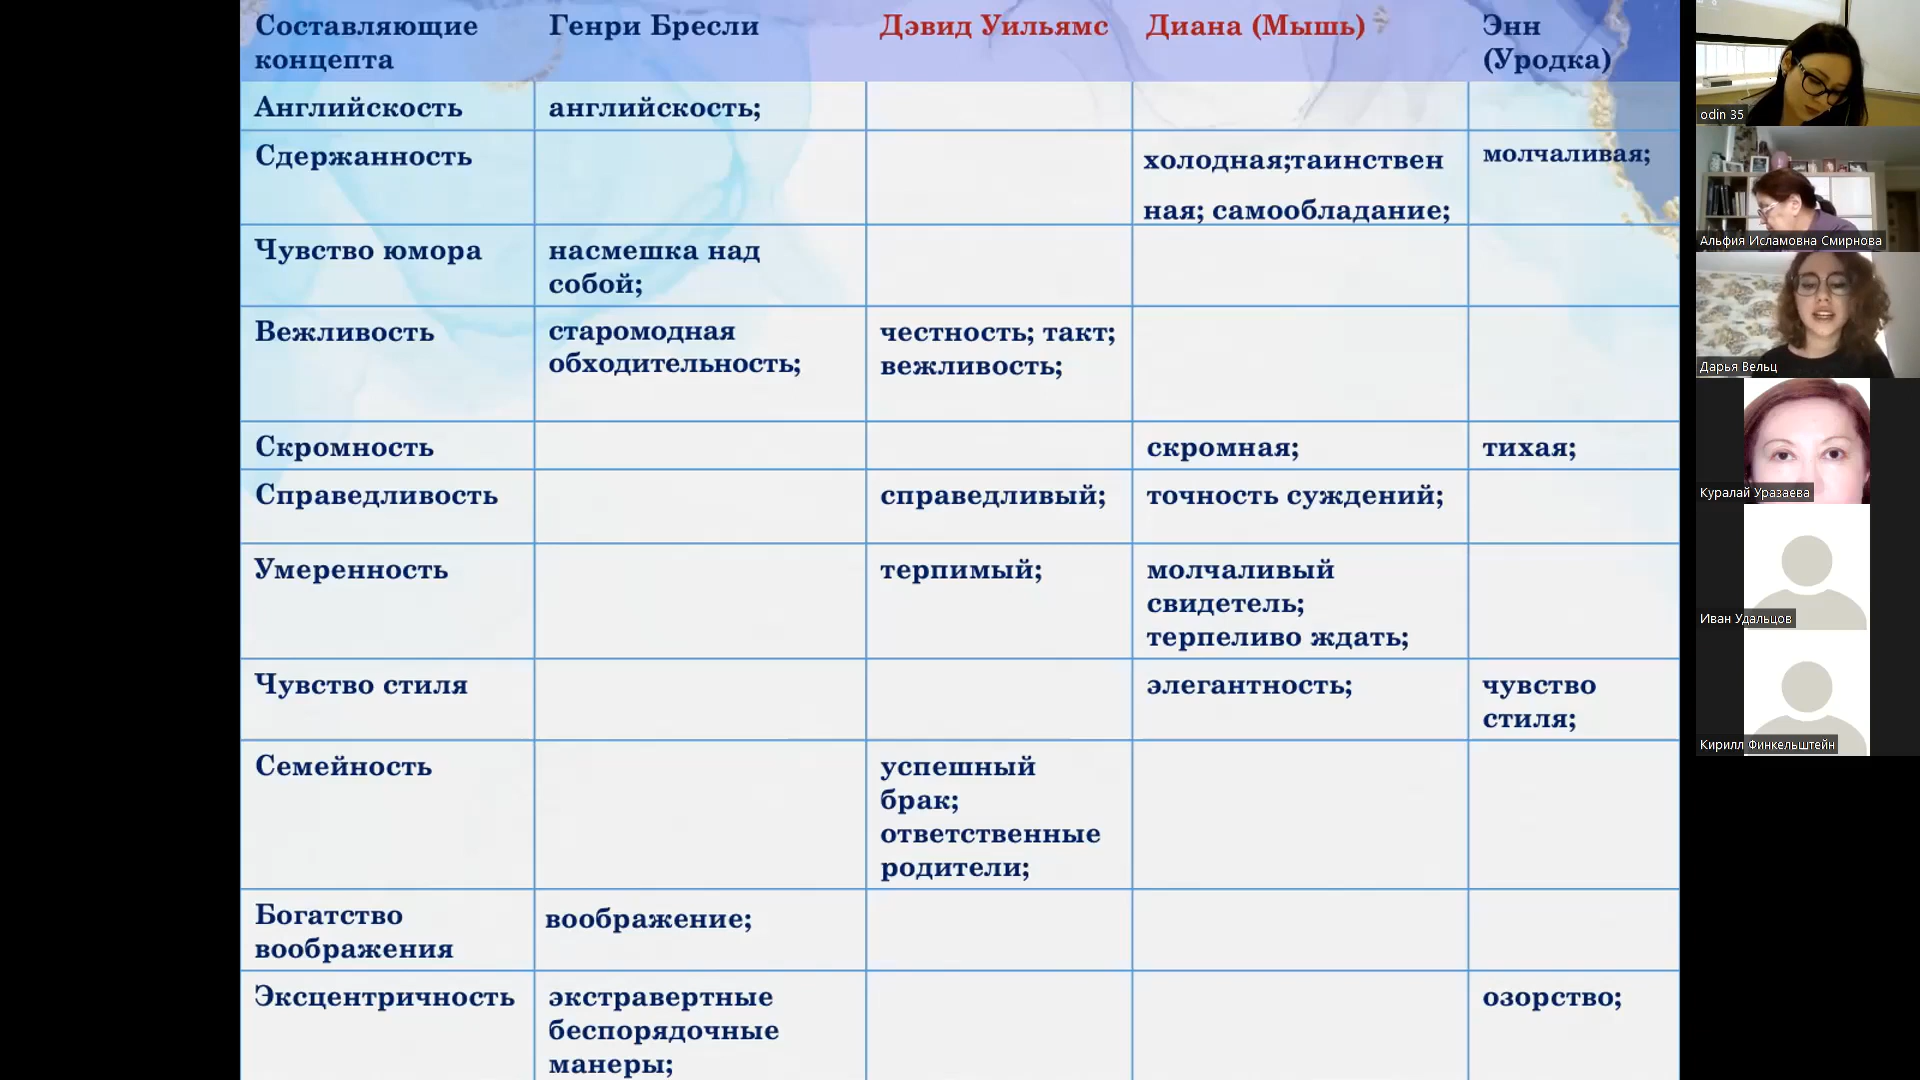 Составляющие концепта
Генри Бресли
Дэвид Уильямс
Диана (Мышь)
Энн
(Уродка)
Английскость
английскость;
Сдержанность
холодная;таинствен
ная; самообладание;
молчаливая;
Чувство юмора
насмешка над
собой;
Вежливость
старомодная
обходительность;
честность; такт;
вежливость;
Скромность
скромная;
тихая;
Справедливость
справедливый;
точность суждений;
Умеренность
терпимый;
молчаливый
свидетель;
терпеливо ждать;
Чувство стиля
элегантность;
чувство
стиля;
Семейность
успешный
брак;
ответственные
родители;
Богатство
воображения
воображение;
Эксцентричность
экстравертные
беспорядочные
манеры;
озорство;
odin 35
Альфия Исламовна Смирнова
Дарья Вельц
Куралай Уразаева
Иван Удальцов
Кирилл Финкельштейн